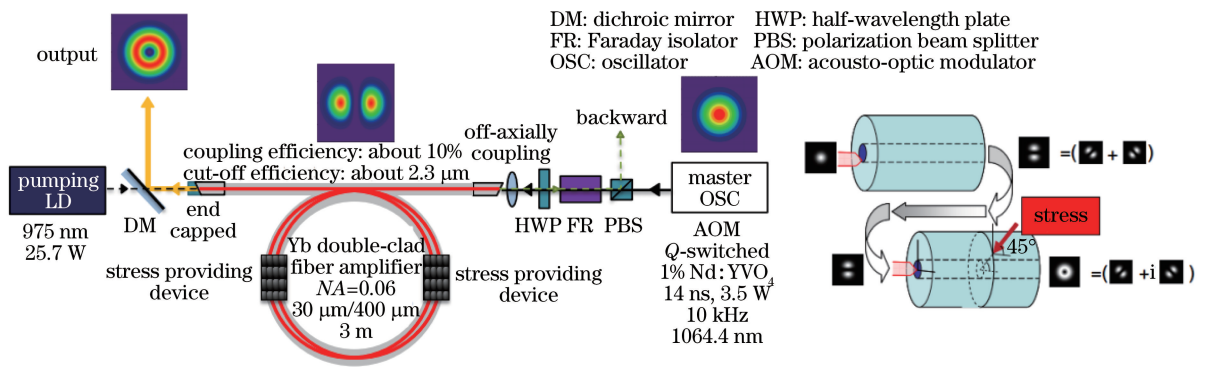 DM: dichroic mirror HWP: half-wavelength plate
FR: Faraday isolator PBS: polarization beam splitter
OSC: oscillator AOM: acousto-optic modulator
output
backward
off-axially
coupling
coupling efficiency: about 10%
cut-off efficiency: about 2.3 μm
pumping
LD
975 nm
25.7 W
DM
end
capped
HWP FR PBS
master
OSC
AOM
Q-switched
1% Nd:YVO4
14 ns, 3.5 W
10 kHz
1064.4 nm
stress providing
device
Yb double-clad
fiber amplifier
NA=0.06
30 μm/400 μm
3 m
stress providing
device
=( + )
stress
45°
=( +i )